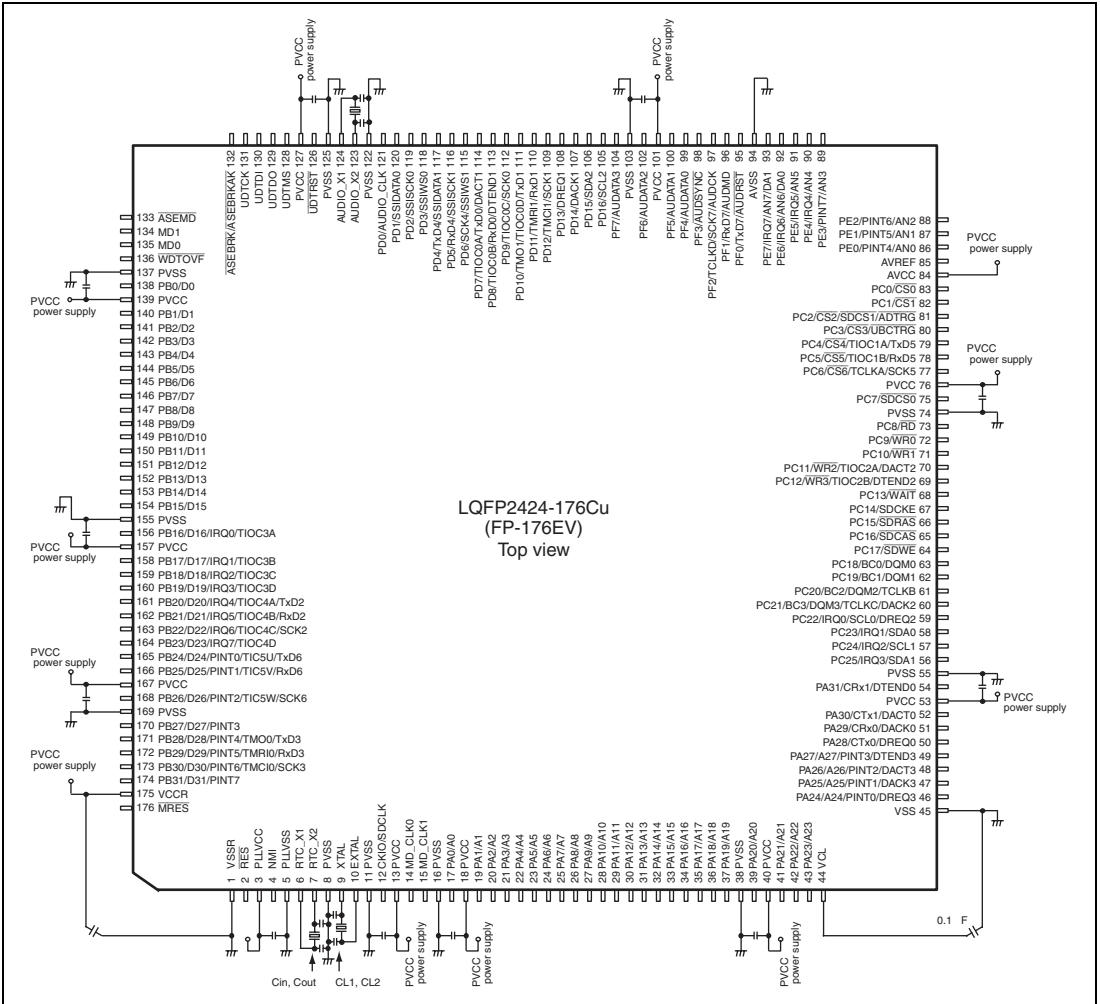 PVCC
power supply
PVCC
power supply
ASEBRK/ASEBRKAK 132
UDTCK 131
UDTDI 130
UDTDO 129
UDTMS 128
PVCC 127
UDTRST 126
PVSS 125
AUDIO_X1 124
AUDIO_X2 123
PVSS 122
PD0/AUDIO_CLK 121
PD1/SSIDATA0 120
PD2/SSISCK0 119
PD3/SSIWS0 118
PD4/TxD4/SSIDATA1 117
PD5/RxD4/SSISCK1 116
PD6/SCK4/SSIWS1 115
PD7/TIOC0A/TxD0/DACT1 114
PD8/TIOC0B/RxD0/DTEND1 113
PD9/TIOC0C/SCK0 112
PD10/TMO1/TIOC0D/TxD1 111
PD11/TMRI1/RxD1 110
PD12/TMCI1/SCK1 109
PD13/DREQ1 108
PD14/DACK1 107
PD15/SDA2 106
PD16/SCL2 105
PF7/AUDATA3 104
PVSS 103
PF6/AUDATA2 102
PVCC 101
PF5/AUDATA1 100
PF4/AUDATA0 99
PF3/AUDSYNC 98
PF2/TCLKD/SCK7/AUDCK 97
PF1/RxD7/AUDMD 96
PF0/TxD7/AUDRST 95
AVSS 94
PE7/IRQ7/AN7/DA1 93
PE6/IRQ6/AN6/DA0 92
PE5/IRQ5/AN5 91
PE4/IRQ4/AN4 90
PE3/PINT7/AN3 89
133 ASEMD
134 MD1
135 MD0
136 WDTOVF
137 PVSS
138 PB0/D0
139 PVCC
PVCC
power supply
140 PB1/D1
141 PB2/D2
142 PB3/D3
143 PB4/D4
144 PB5/D5
145 PB6/D6
146 PB7/D7
147 PB8/D8
148 PB9/D9
149 PB10/D10
150 PB11/D11
151 PB12/D12
152 PB13/D13
153 PB14/D14
154 PB15/D15
155 PVSS
156 PB16/D16/IRQ0/TIOC3A
157 PVCC
PVCC
power supply
158 PB17/D17/IRQ1/TIOC3B
159 PB18/D18/IRQ2/TIOC3C
160 PB19/D19/IRQ3/TIOC3D
161 PB20/D20/IRQ4/TIOC4A/TxD2
162 PB21/D21/IRQ5/TIOC4B/RxD2
163 PB22/D22/IRQ6/TIOC4C/SCK2
164 PB23/D23/IRQ7/TIOC4D
165 PB24/D24/PINT0/TIC5U/TxD6
166 PB25/D25/PINT1/TIC5V/RxD6
PVCC
power supply
167 PVCC
168 PB26/D26/PINT2/TIC5W/SCK6
169 PVSS
170 PB27/D27/PINT3
171 PB28/D28/PINT4/TMO0/TxD3
172 PB29/D29/PINT5/TMRI0/RxD3
173 PB30/D30/PINT6/TMCI0/SCK3
174 PB31/D31/PINT7
PVCC
power supply
175 VCCR
176 MRES
LQFP2424-176Cu
(FP-176EV)
Top view
PE2/PINT6/AN2 88
PE1/PINT5/AN1 87
PE0/PINT4/AN0 86
AVREF 85
AVCC 84
PVCC
power supply
PC0/CS0 83
PC1/CS1 82
PC2/CS2/SDCS1/ADTRG 81
PC3/CS3/UBCTRG 80
PC4/CS4/TIOC1A/TxD5 79
PC5/CS5/TIOC1B/RxD5 78
PC6/CS6/TCLKA/SCK5 77
PVCC
power supply
PVCC 76
PC7/SDCS0 75
PVSS 74
PC8/RD 73
PC9/WR0 72
PC10/WR1 71
PC11/WR2/TIOC2A/DACT2 70
PC12/WR3/TIOC2B/DTEND2 69
PC13/WAIT 68
PC14/SDCKE 67
PC15/SDRAS 66
PC16/SDCAS 65
PC17/SDWE 64
PC18/BC0/DQM0 63
PC19/BC1/DQM1 62
PC20/BC2/DQM2/TCLKB 61
PC21/BC3/DQM3/TCLKC/DACK2 60
PC22/IRQ0/SCL0/DREQ2 59
PC23/IRQ1/SDA0 58
PC24/IRQ2/SCL1 57
PC25/IRQ3/SDA1 56
PVSS 55
PA31/CRx1/DTEND0 54
PVCC 53
PVCC
power supply
PA30/CTx1/DACT0 52
PA29/CRx0/DACK0 51
PA28/CTx0/DREQ0 50
PA27/A27/PINT3/DTEND3 49
PA26/A26/PINT2/DACT3 48
PA25/A25/PINT1/DACK3 47
PA24/A24/PINT0/DREQ3 46
VSS 45
1 VSSR
2 RES
3 PLLVCC
4 NMI
5 PLLVSS
6 RTC_X1
7 RTC_X2
8 PVSS
9 XTAL
10 EXTAL
11 PVSS
12 CKIO/SDCLK
13 PVCC
14 MD_CLK0
15 MD_CLK1
16 PVSS
17 PA0/A0
18 PVCC
19 PA1/A1
20 PA2/A2
21 PA3/A3
22 PA4/A4
23 PA5/A5
24 PA6/A6
25 PA7/A7
26 PA8/A8
27 PA9/A9
28 PA10/A10
29 PA11/A11
30 PA12/A12
31 PA13/A13
32 PA14/A14
33 PA15/A15
34 PA16/A16
35 PA17/A17
36 PA18/A18
37 PA19/A19
38 PVSS
39 PA20/A20
40 PVCC
41 PA21/A21
42 PA22/A22
43 PA23/A23
44 VCL
0.1 F
Cin, Cout
CL1, CL2
PVCC
power supply
PVCC
power supply
PVCC
power supply